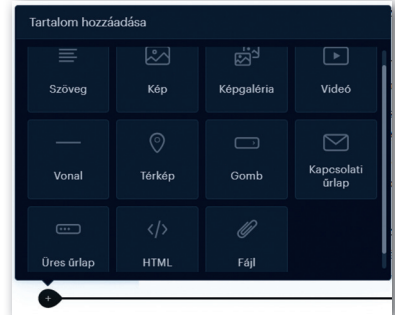 Tartalom hozzáadása
Szöveg
Kép
Képgaléria
Videó
Vonal
Térkép
Gomb
Kapcsolati
űrlap
Üres űrlap
HTML
Fájl